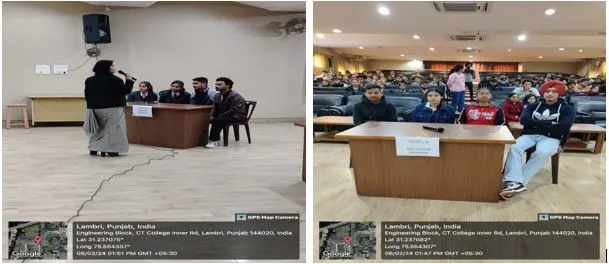 GPS Map Camera
Lambri, Punjab, India
Engineering Block, CT College Inner Rd, Lambri, Punjab 144020, India
Lat 31.237075°
Long 75.564337°
06/02/24 01:51 PM GMT +05:30
Google
GPS Map Camera
Lambri, Punjab, India
Engineering Block, CT College Inner Rd, Lambri, Punjab 144020, India
Lat 31.237082°
Long 75.564307°
06/02/24 01:47 PM GMT +05:30
Google